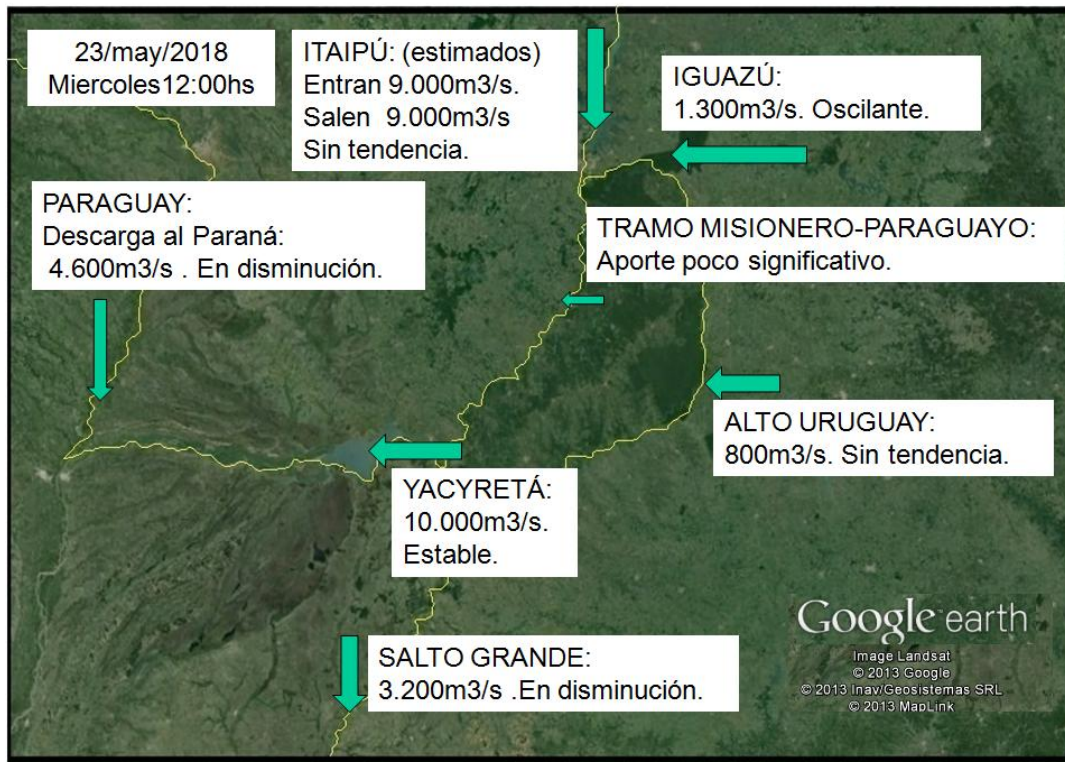 23/may/2018
Miercoles12:00hs
ITAIPÚ: (estimados)
Entran 9.000m3/s.
Salen 9.000m3/s
Sin tendencia.
IGUAZÚ:
1.300m3/s. Oscilante.
PARAGUAY:
Descarga al Paraná:
4.600m3/s . En disminución.
TRAMO MISIONERO-PARAGUAYO:
Aporte poco significativo.
ALTO URUGUAY:
800m3/s. Sin tendencia.
YACYRETÁ:
10.000m3/s.
Estable.
SALTO GRANDE:
3.200m3/s .En disminución.
Google earth
Image Landsat
© 2013 Google
© 2013 Inav/Geosistemas SRL
© 2013 MapLink